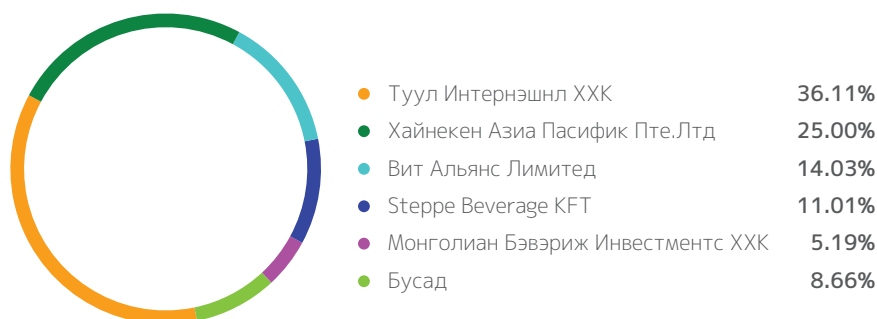 Туул Интернэшнл ХХК 36.11%
Хайнекен Азиа Пасифик Пте.Лтд 25.00%
Вит Альянс Лимитед 14.03%
Steppe Beverage KFT 11.01%
Монголиан Бэвэриж Инвестментс ХХК 5.19%
Бусад 8.66%